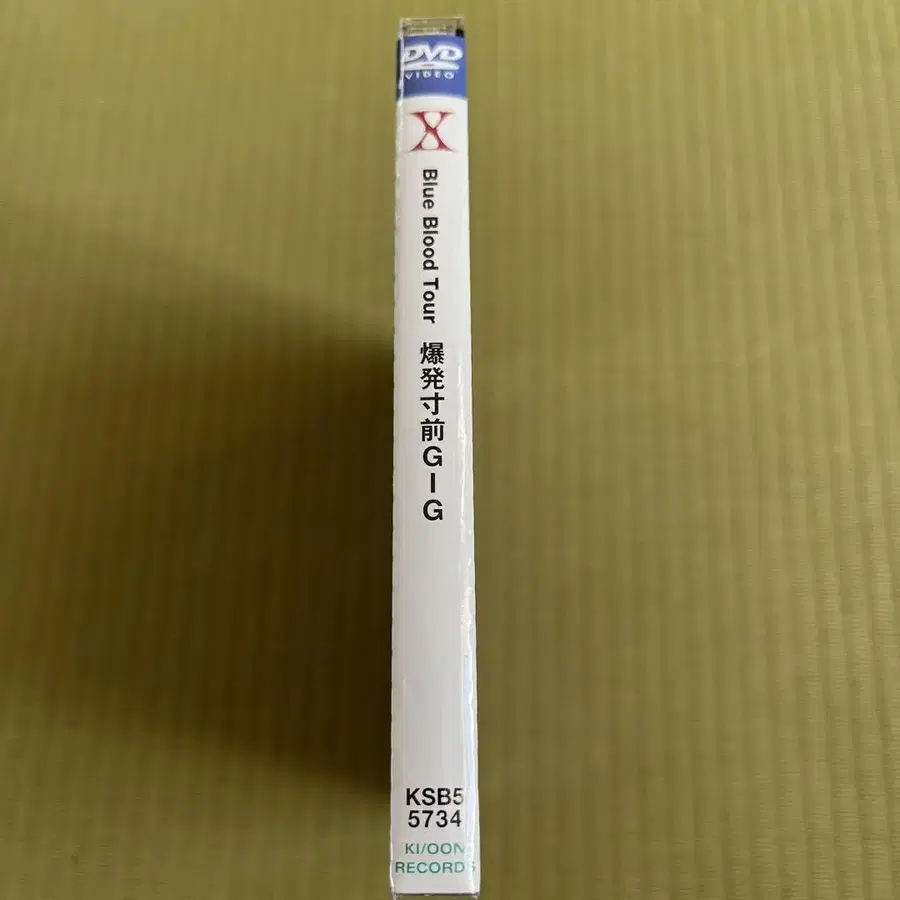 DVD
VIDEO
X
Blue Blood Tour 爆発寸前GIG
KSB5
5734
KI/OON
RECORDS